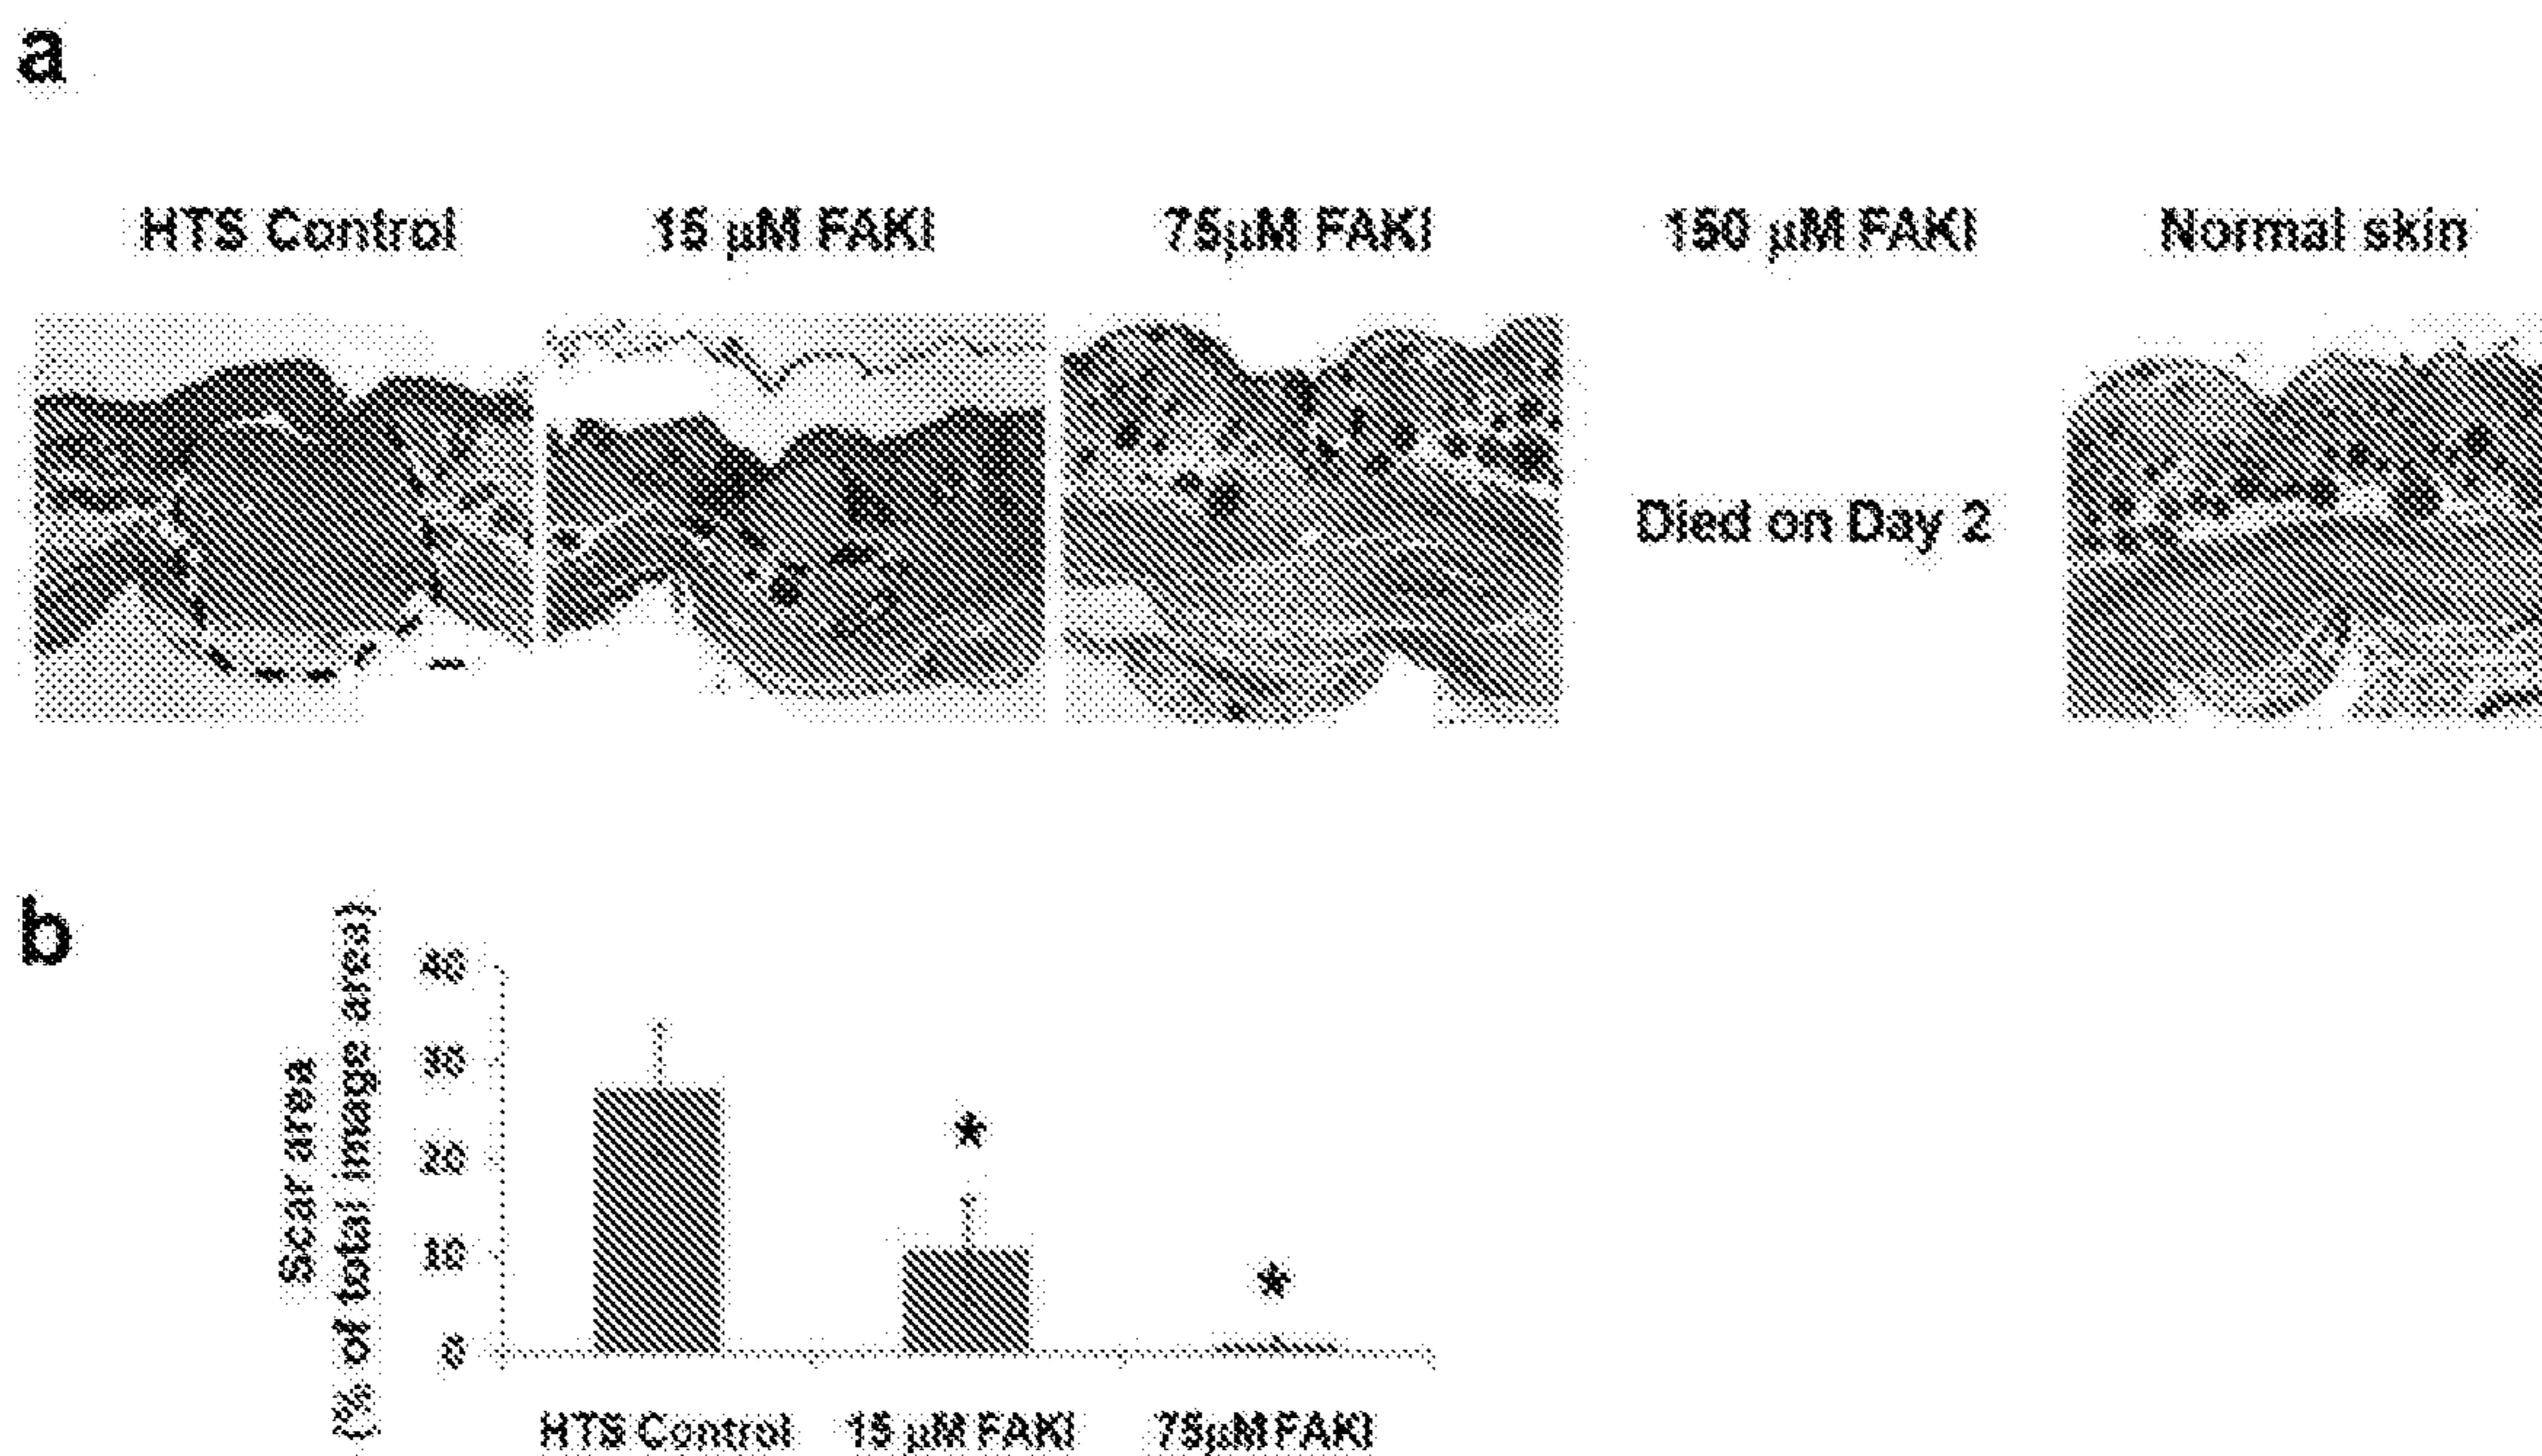 a
HTS Control
15 μM FAKI
75μM FAKI
150 μM FAKI
Normal skin
Died on Day 2
b
Scar area
(% of total image area)
40
30
20
10
0
*
*
HTS Control
15 μM FAKI
75μM FAKI